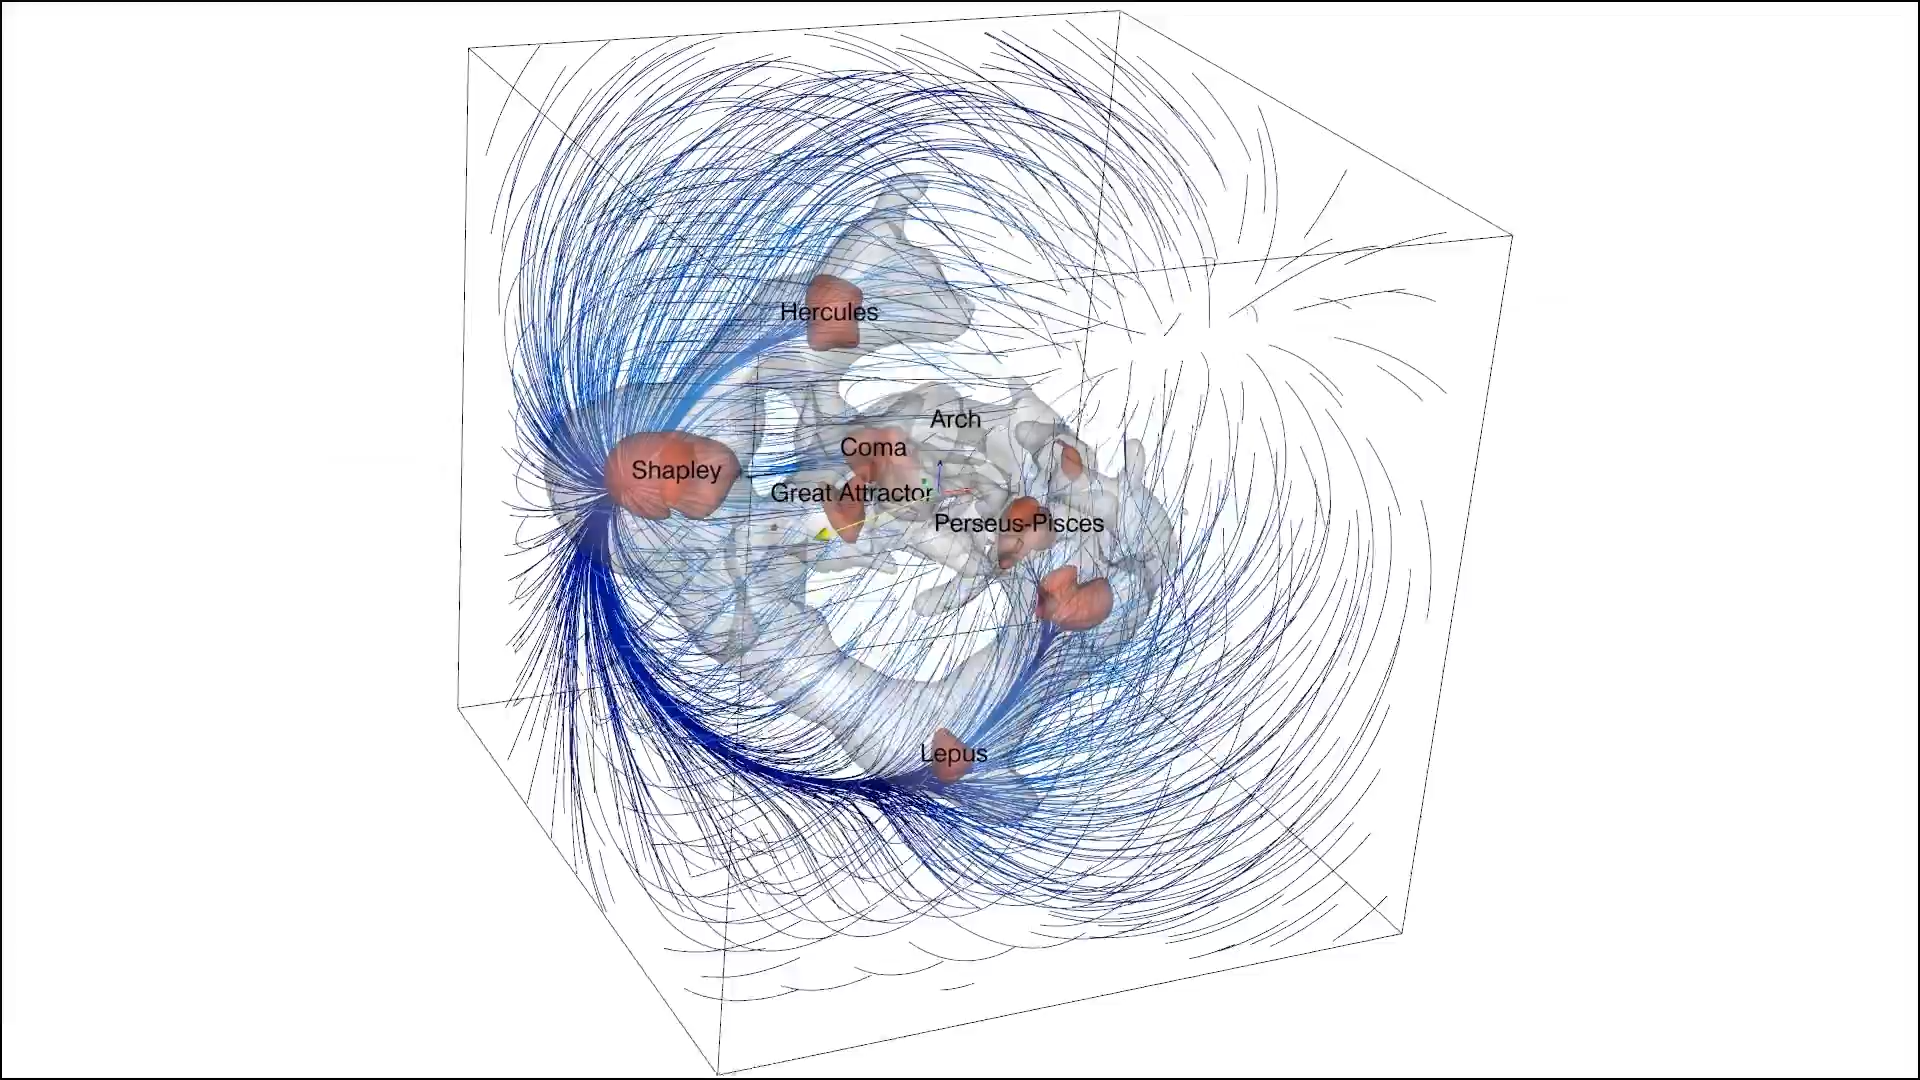 Hercules
Arch
Coma
Shapley
Great Attractor
Perseus-Pisces
Lepus